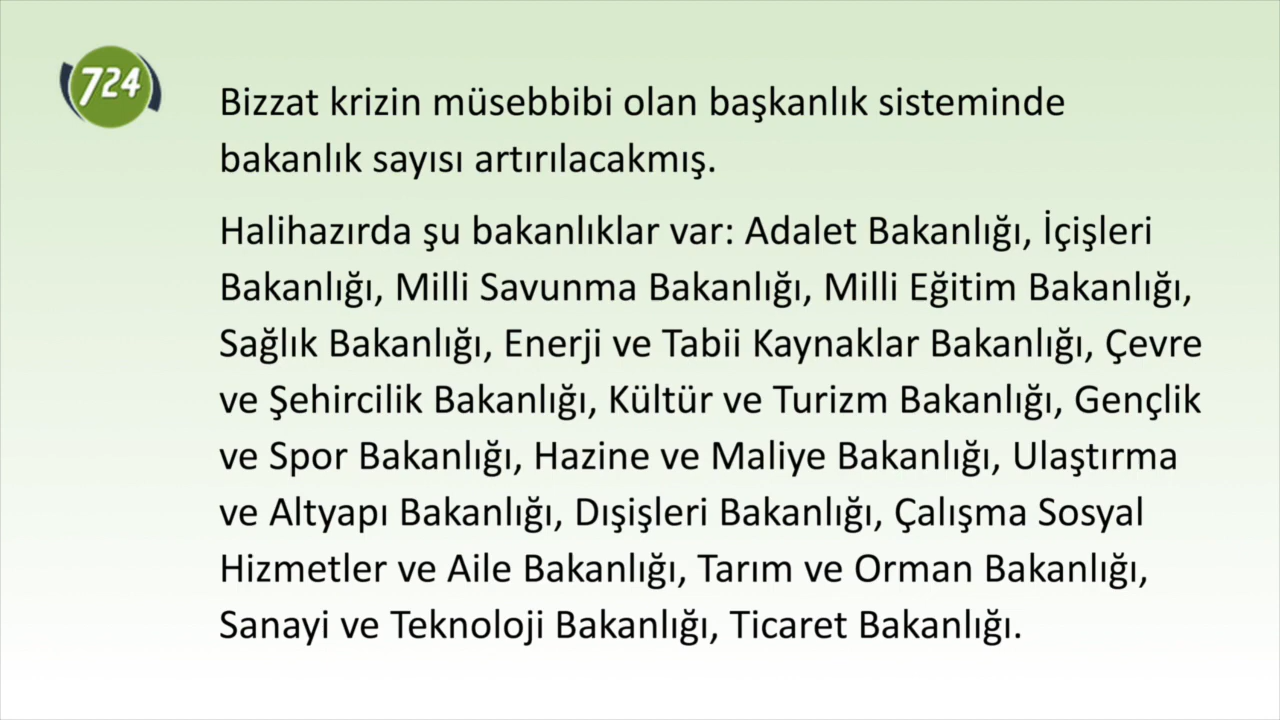 724
Bizzat krizin müsebbibi olan başkanlık sisteminde
bakanlık sayısı artırılacakmış.
Halihazırda şu bakanlıklar var: Adalet Bakanlığı, İçişleri
Bakanlığı, Milli Savunma Bakanlığı, Milli Eğitim Bakanlığı,
Sağlık Bakanlığı, Enerji ve Tabii Kaynaklar Bakanlığı, Çevre
ve Şehircilik Bakanlığı, Kültür ve Turizm Bakanlığı, Gençlik
ve Spor Bakanlığı, Hazine ve Maliye Bakanlığı, Ulaştırma
ve Altyapı Bakanlığı, Dışişleri Bakanlığı, Çalışma Sosyal
Hizmetler ve Aile Bakanlığı, Tarım ve Orman Bakanlığı,
Sanayi ve Teknoloji Bakanlığı, Ticaret Bakanlığı.